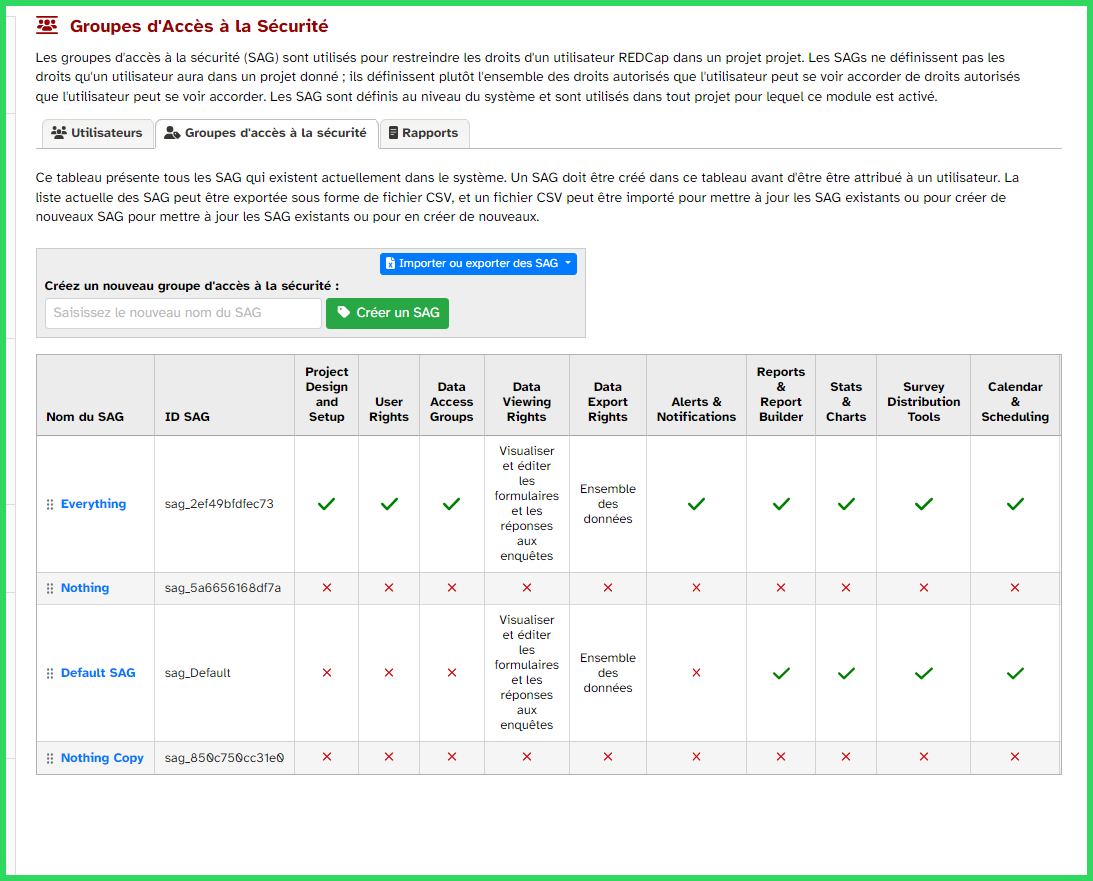 Groupes d'Accès à la Sécurité
Les groupes d'accès à la sécurité (SAG) sont utilisés pour restreindre les droits d'un utilisateur REDCap dans un projet projet. Les SAGs ne définissent pas les
droits qu'un utilisateur aura dans un projet donné ; ils définissent plutôt l'ensemble des droits autorisés que l'utilisateur peut se voir accorder de droits autorisés
que l'utilisateur peut se voir accorder. Les SAG sont définis au niveau du système et sont utilisés dans tout projet pour lequel ce module est activé.
Utilisateurs Groupes d'accès à la sécurité Rapports
Ce tableau présente tous les SAG qui existent actuellement dans le système. Un SAG doit être créé dans ce tableau avant d'être être attribué à un utilisateur. La
liste actuelle des SAG peut être exportée sous forme de fichier CSV, et un fichier CSV peut être importé pour mettre à jour les SAG existants ou pour créer de
nouveaux SAG pour mettre à jour les SAG existants ou pour en créer de nouveaux.
Importer ou exporter des SAG
Créez un nouveau groupe d'accès à la sécurité :
Saisissez le nouveau nom du SAG Créer un SAG
Nom du SAG
ID SAG
Project
Design
and
Setup
User
Rights
Data
Access
Groups
Data
Viewing
Rights
Data
Export
Rights
Alerts &
Notifications
Reports
&
Report
Builder
Stats
&
Charts
Survey
Distribution
Tools
Calendar
&
Scheduling
Everything
sag_2ef49bfdfec73
Visualiser
et éditer
les
formulaires
et les
réponses
aux
enquêtes
Ensemble
des
données
Nothing
sag_5a6656168df7a
Default SAG
sag_Default
Visualiser
et éditer
les
formulaires
et les
réponses
aux
enquêtes
Ensemble
des
données
Nothing Copy
sag_850c750cc31e0